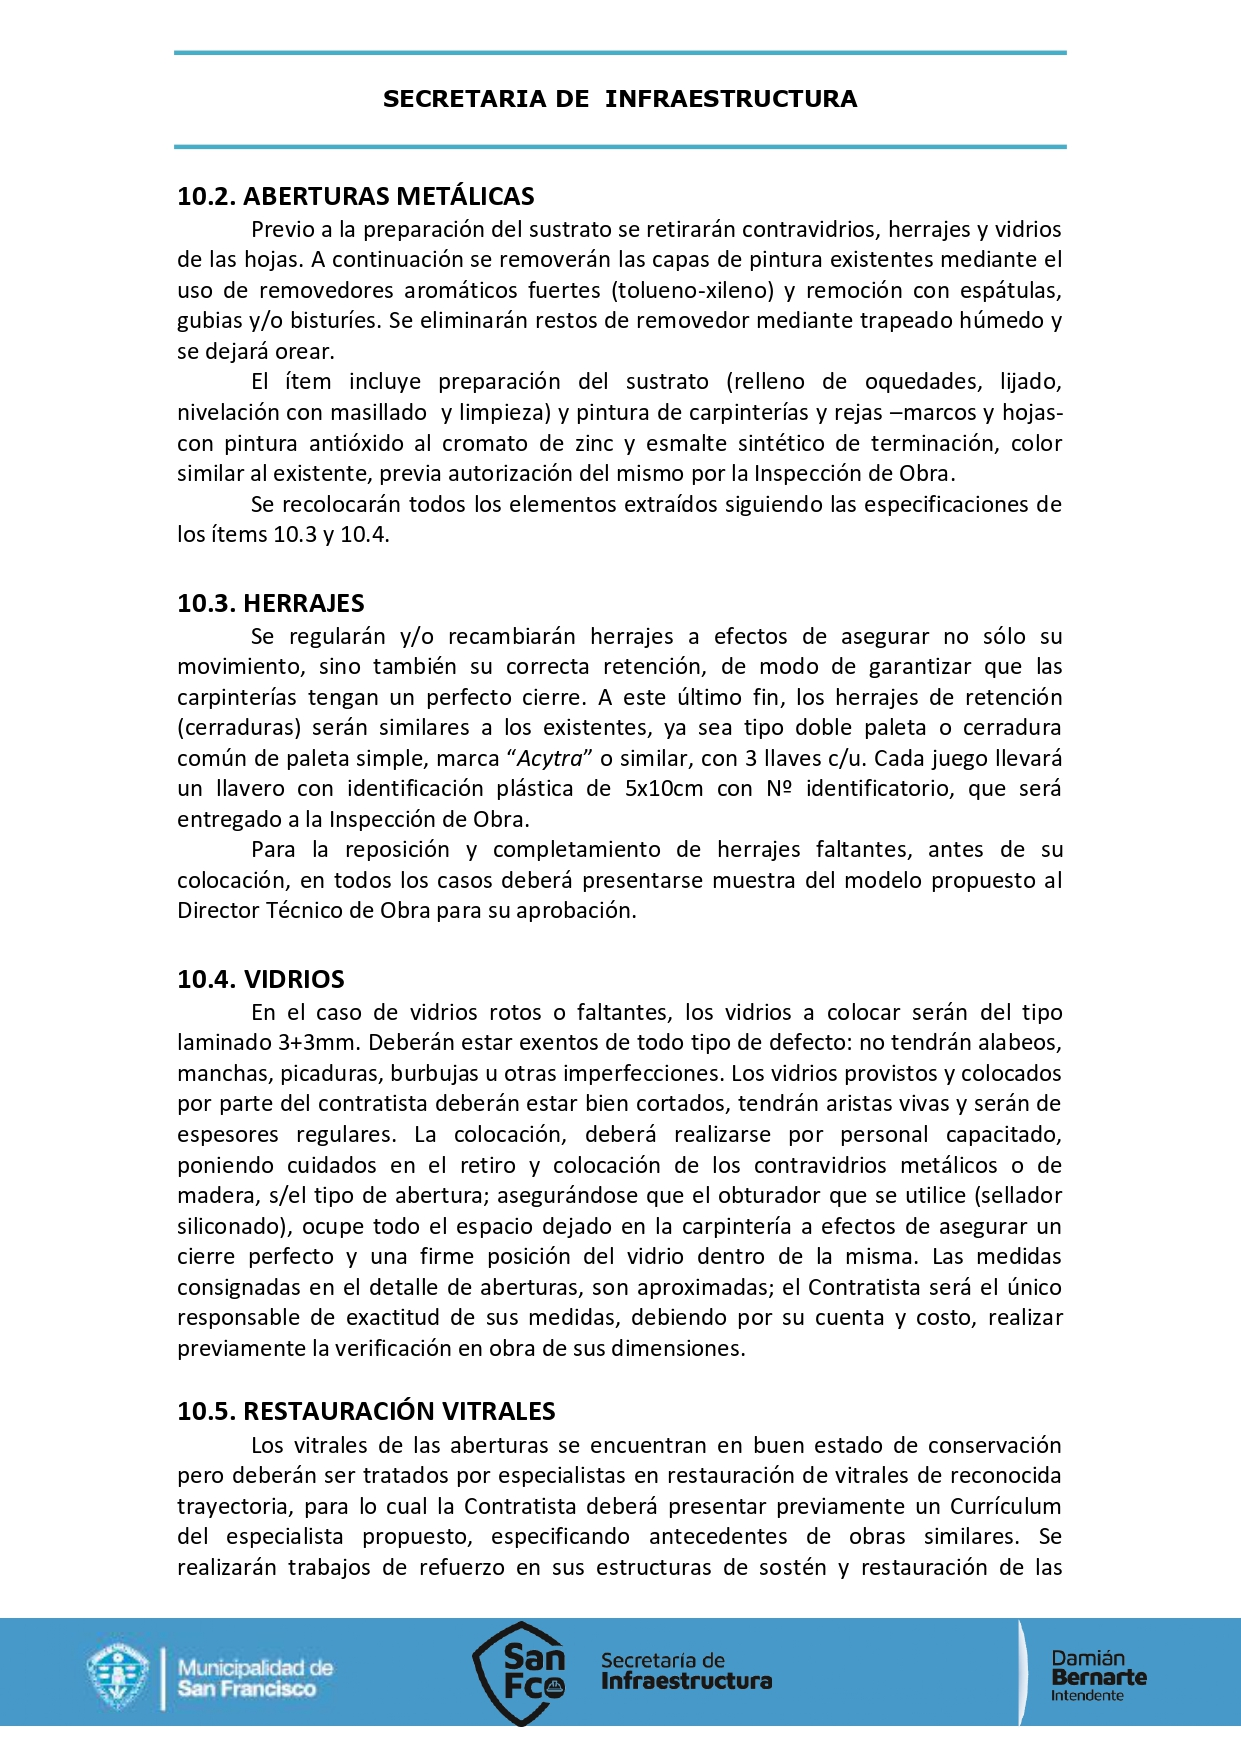 SECRETARIA DE  INFRAESTRUCTURA
10.2. ABERTURAS METÁLICAS
Previo a la preparación del sustrato se retirarán contravidrios, herrajes y vidrios
de las hojas. A continuación se removerán las capas de pintura existentes mediante el
uso de removedores aromáticos fuertes (tolueno-xileno) y remoción con espátulas,
gubias y/o bisturíes. Se eliminarán restos de removedor mediante trapeado húmedo y
se dejará orear.
El ítem incluye preparación del sustrato (relleno de oquedades, lijado,
nivelación con masillado  y limpieza) y pintura de carpinterías y rejas –marcos y hojas-
con pintura antióxido al cromato de zinc y esmalte sintético de terminación, color
similar al existente, previa autorización del mismo por la Inspección de Obra.
Se recolocarán todos los elementos extraídos siguiendo las especificaciones de
los ítems 10.3 y 10.4.
10.3. HERRAJES
Se regularán y/o recambiarán herrajes a efectos de asegurar no sólo su
movimiento, sino también su correcta retención, de modo de garantizar que las
carpinterías tengan un perfecto cierre. A este último fin, los herrajes de retención
(cerraduras) serán similares a los existentes, ya sea tipo doble paleta o cerradura
común de paleta simple, marca “Acytra” o similar, con 3 llaves c/u. Cada juego llevará
un llavero con identificación plástica de 5x10cm con Nº identificatorio, que será
entregado a la Inspección de Obra.
Para la reposición y completamiento de herrajes faltantes, antes de su
colocación, en todos los casos deberá presentarse muestra del modelo propuesto al
Director Técnico de Obra para su aprobación.
10.4. VIDRIOS
En el caso de vidrios rotos o faltantes, los vidrios a colocar serán del tipo
laminado 3+3mm. Deberán estar exentos de todo tipo de defecto: no tendrán alabeos,
manchas, picaduras, burbujas u otras imperfecciones. Los vidrios provistos y colocados
por parte del contratista deberán estar bien cortados, tendrán aristas vivas y serán de
espesores regulares. La colocación, deberá realizarse por personal capacitado,
poniendo cuidados en el retiro y colocación de los contravidrios metálicos o de
madera, s/el tipo de abertura; asegurándose que el obturador que se utilice (sellador
siliconado), ocupe todo el espacio dejado en la carpintería a efectos de asegurar un
cierre perfecto y una firme posición del vidrio dentro de la misma. Las medidas
consignadas en el detalle de aberturas, son aproximadas; el Contratista será el único
responsable de exactitud de sus medidas, debiendo por su cuenta y costo, realizar
previamente la verificación en obra de sus dimensiones.
10.5. RESTAURACIÓN VITRALES
Los vitrales de las aberturas se encuentran en buen estado de conservación
pero deberán ser tratados por especialistas en restauración de vitrales de reconocida
trayectoria, para lo cual la Contratista deberá presentar previamente un Currículum
del especialista propuesto, especificando antecedentes de obras similares. Se
realizarán trabajos de refuerzo en sus estructuras de sostén y restauración de las
Municipalidad de
San Francisco
San
Fco
Secretaría de
Infraestructura
Damián
Bernarte
Intendente